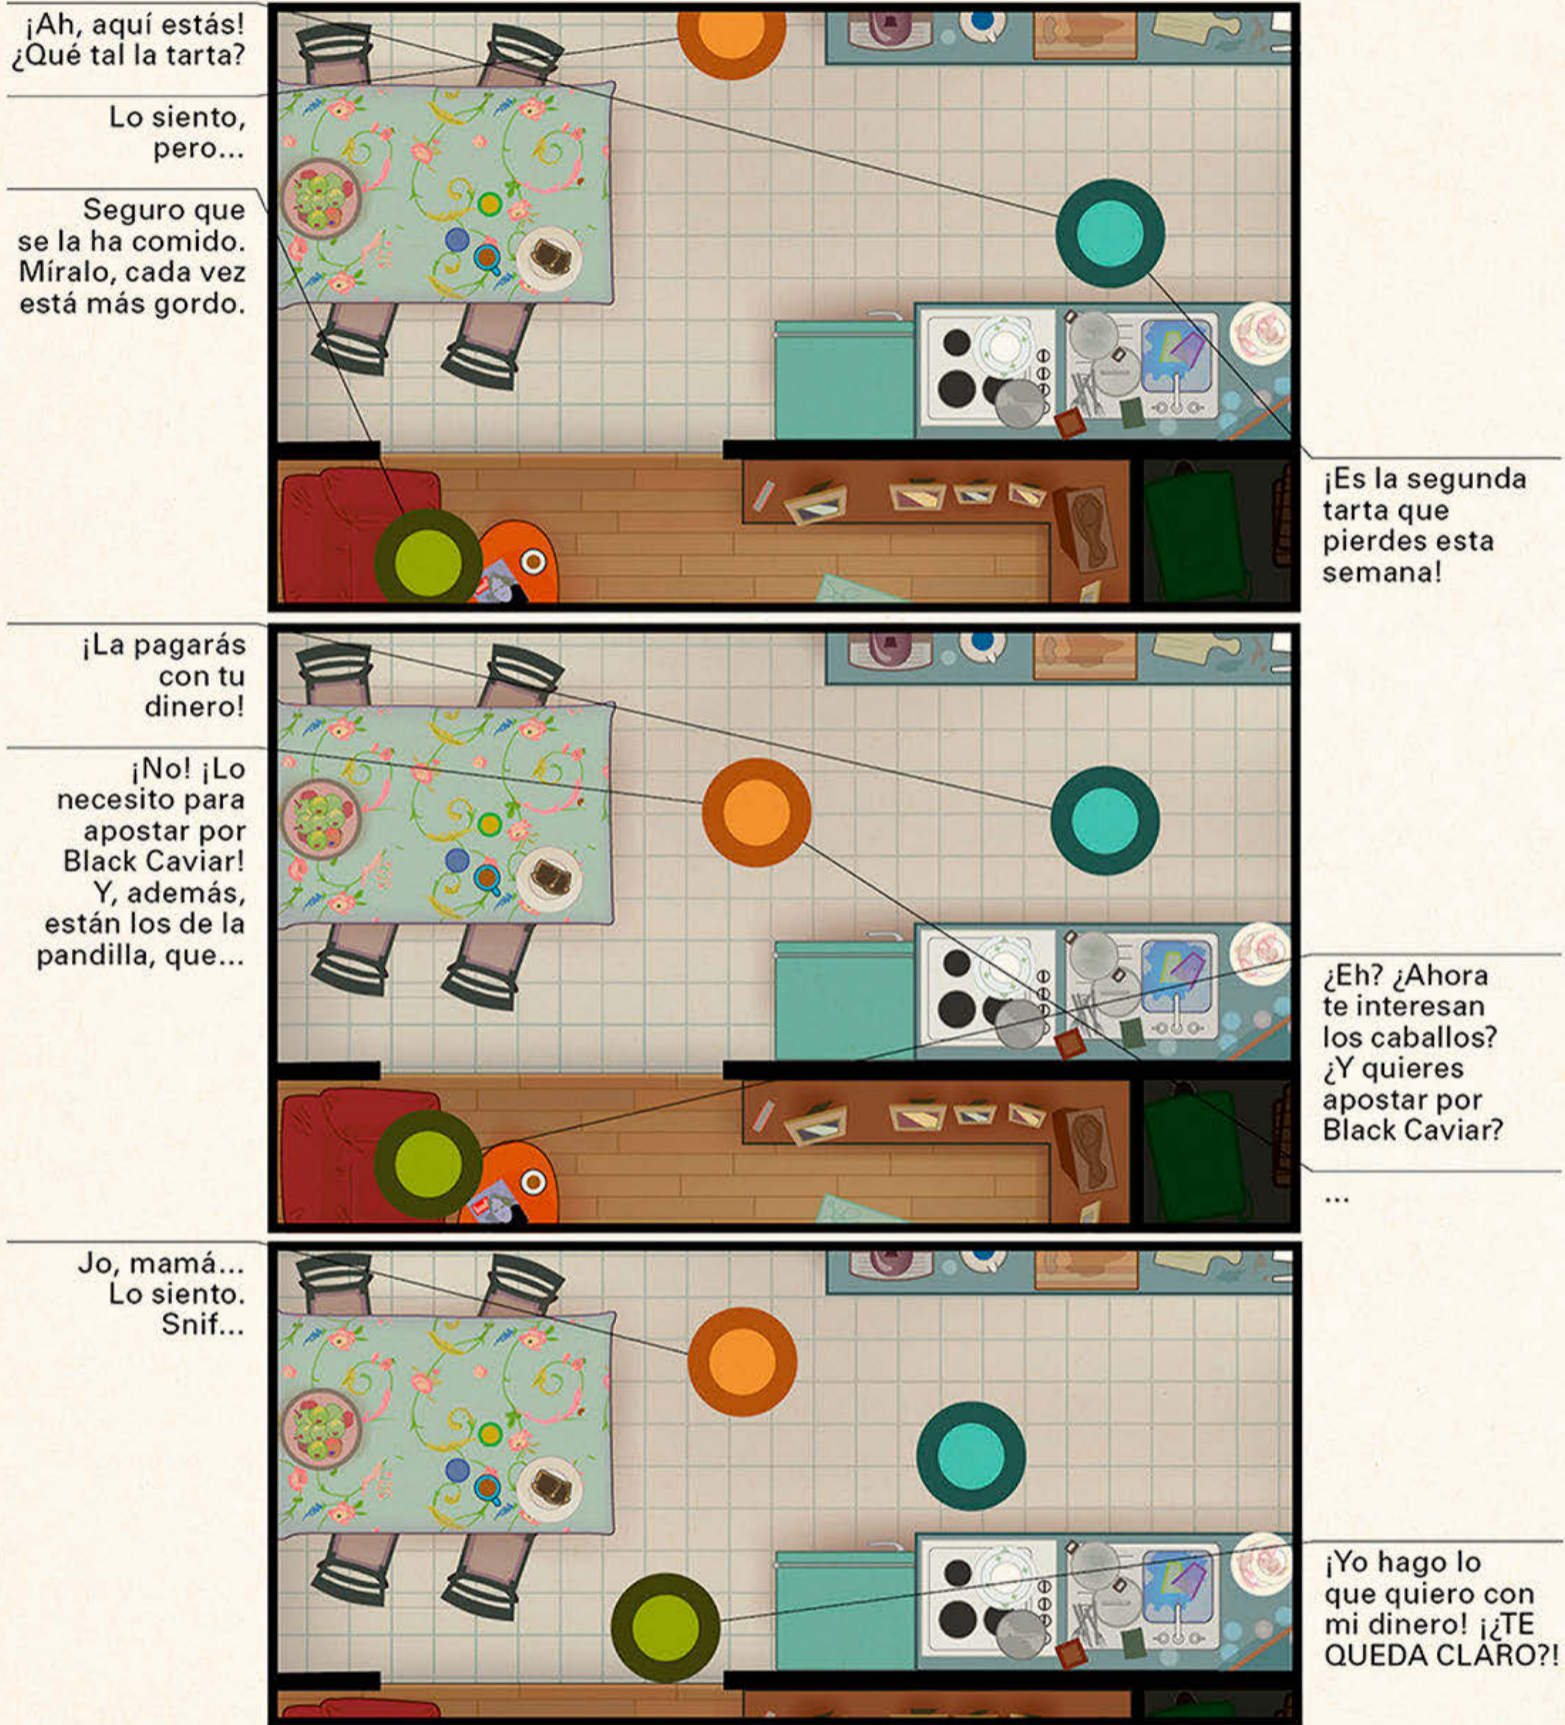 ¡Ah, aquí estás!
¿Qué tal la tarta?
Lo siento,
pero...
Seguro que
se la ha comido.
Míralo, cada vez
está más gordo.
¡Es la segunda
tarta que
pierdes esta
semana!
¡La pagarás
con tu
dinero!
¡No! ¡Lo
necesito para
apostar por
Black Caviar!
Y, además,
están los de la
pandilla, que...
¿Eh? ¿Ahora
te interesan
los caballos?
¿Y quieres
apostar por
Black Caviar?
...
Jo, mamá...
Lo siento.
Snif...
¡Yo hago lo
que quiero con
mi dinero! ¡¿TE
QUEDA CLARO?!